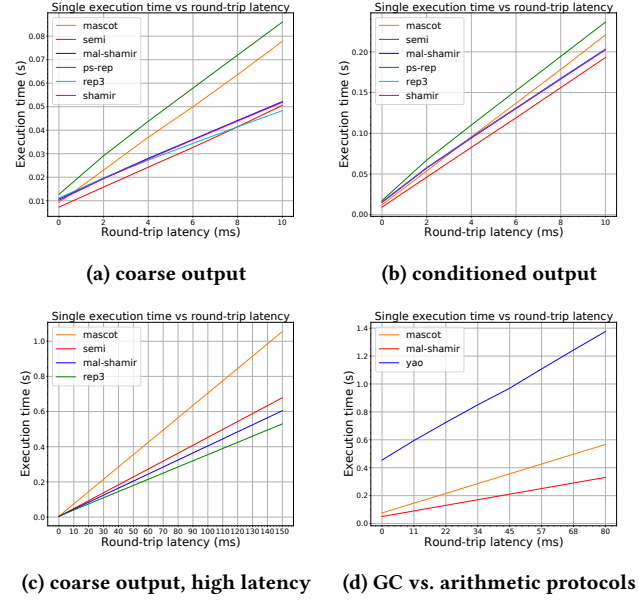 Single execution time vs round-trip latency
mascot
semi
mal-shamir
ps-rep
rep3
shamir
0.08
0.07
0.06
0.05
0.04
0.03
0.02
0.01
Execution time (s)
0 2 4 6 8 10
Round-trip latency (ms)
(a) coarse output
Single execution time vs round-trip latency
mascot
semi
mal-shamir
ps-rep
rep3
shamir
0.20
0.15
0.10
0.05
0.00
Execution time (s)
0 2 4 6 8 10
Round-trip latency (ms)
(b) conditioned output
Single execution time vs round-trip latency
mascot
semi
mal-shamir
rep3
1.0
0.8
0.6
0.4
0.2
0.0
Execution time (s)
0 10 20 30 40 50 60 70 80 90 100 110 120 130 140 150
Round-trip latency (ms)
(c) coarse output, high latency
Single execution time vs round-trip latency
mascot
mal-shamir
yao
1.4
1.2
1.0
0.8
0.6
0.4
0.2
0.0
Execution time (s)
0 11 22 34 45 57 68 80
Round-trip latency (ms)
(d) GC vs. arithmetic protocols